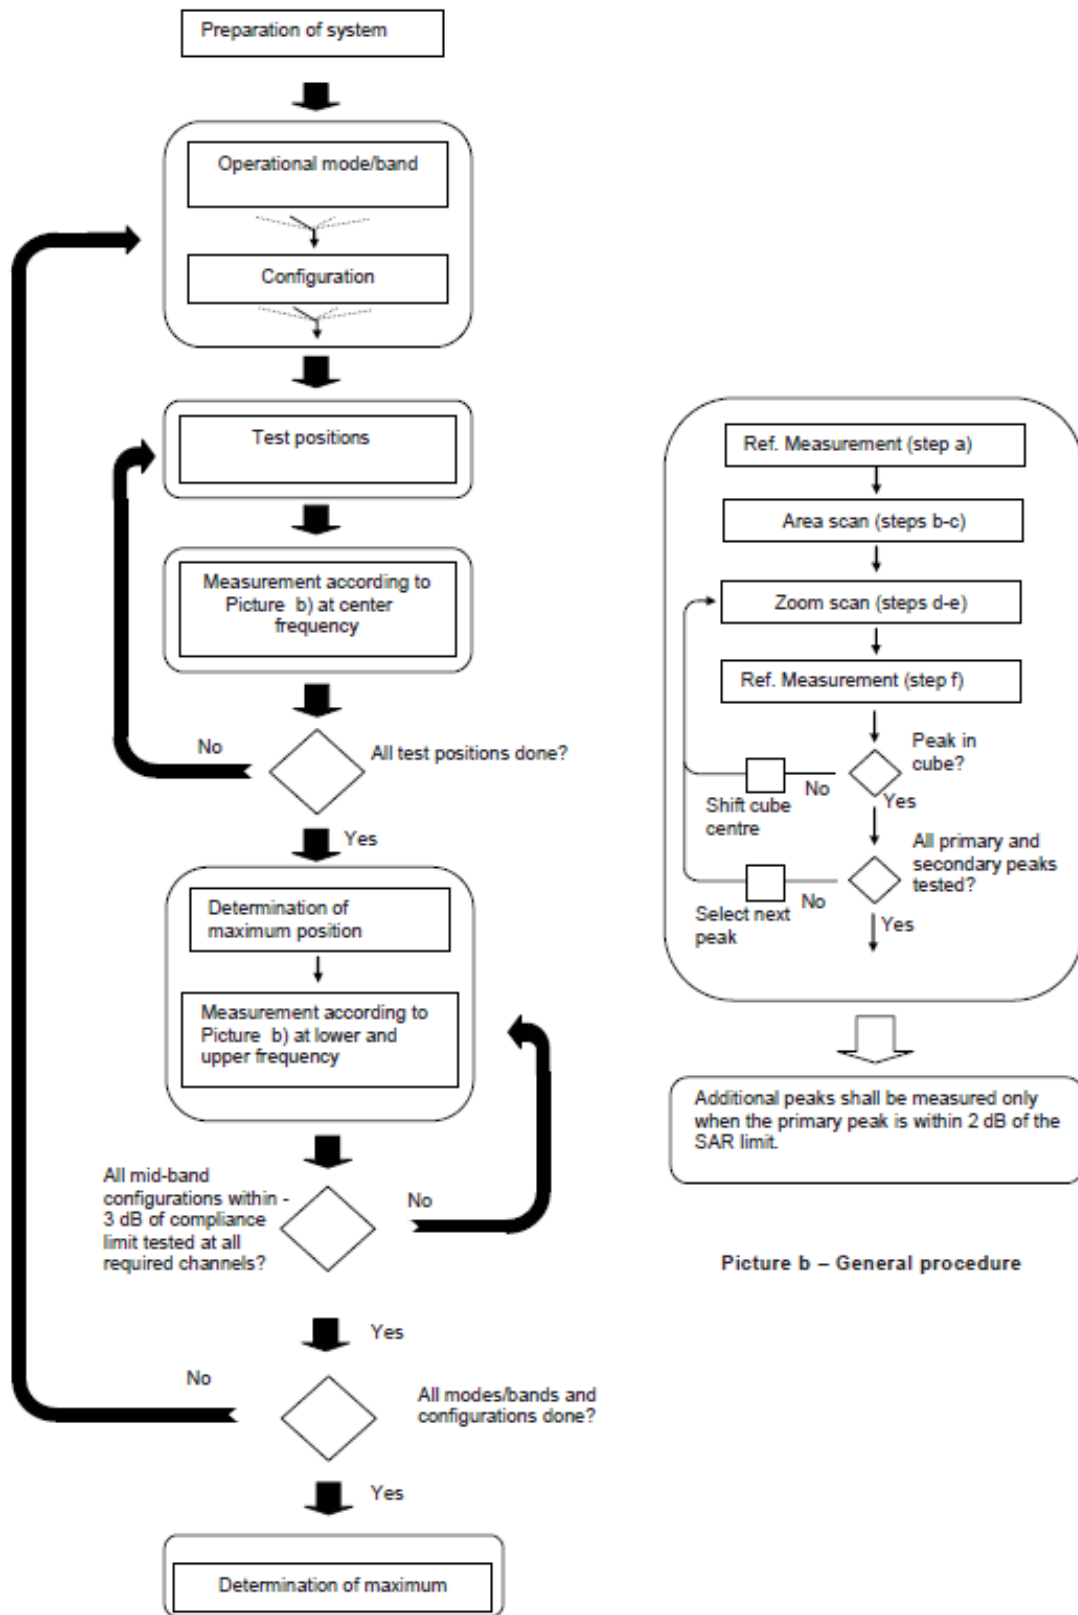 Preparation of system
Operational mode/band
Configuration
Test positions
Measurement according to
Picture b) at center
frequency
No
All test positions done?
Yes
Determination of
maximum position
Measurement according to
Picture b) at lower and
upper frequency
All mid-band
configurations within -
3 dB of compliance
limit tested at all
required channels?
No
Yes
No
All modes/bands and
configurations done?
Yes
Determination of maximum
Ref. Measurement (step a)
Area scan (steps b-c)
Zoom scan (steps d-e)
Ref. Measurement (step f)
Peak in
cube?
No
Shift cube
centre
Yes
All primary and
secondary peaks
tested?
No
Select next
peak
Yes
Additional peaks shall be measured only
when the primary peak is within 2 dB of the
SAR limit.
Picture b – General procedure